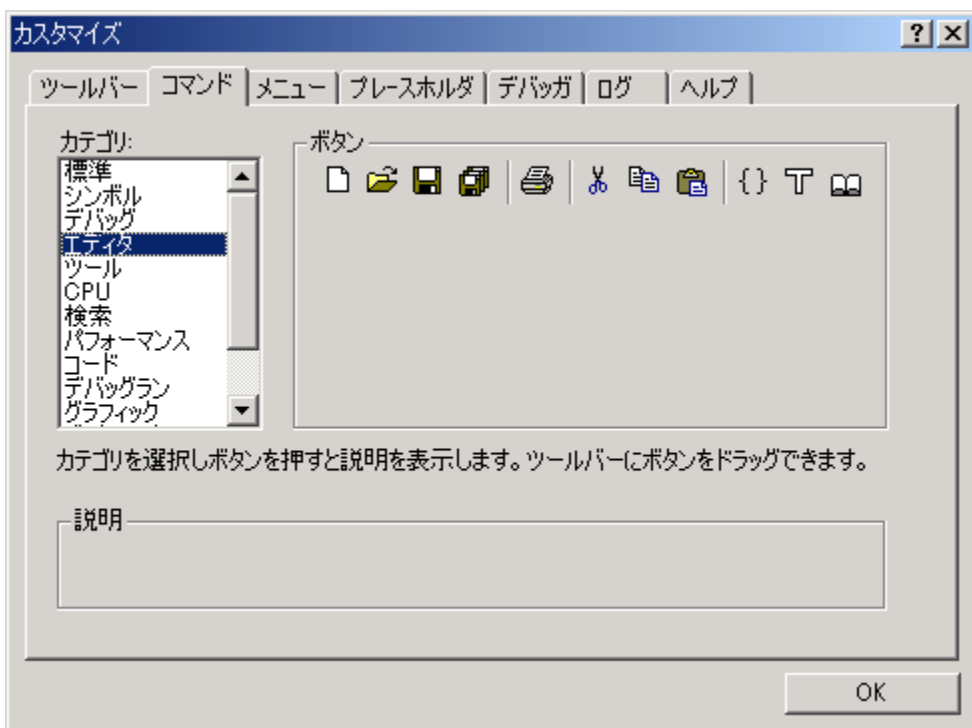 カスタマイズ
ツールバー コマンド メニュー プレースホルダ デバッガ ログ ヘルプ
カテゴリ:
標準
シンボル
デバッグ
エディタ
ツール
CPU
検索
パフォーマンス
コード
デバッグラン
グラフィック
ボタン
カテゴリを選択しボタンを押すと説明を表示します。ツールバーにボタンをドラッグできます。
説明
OK